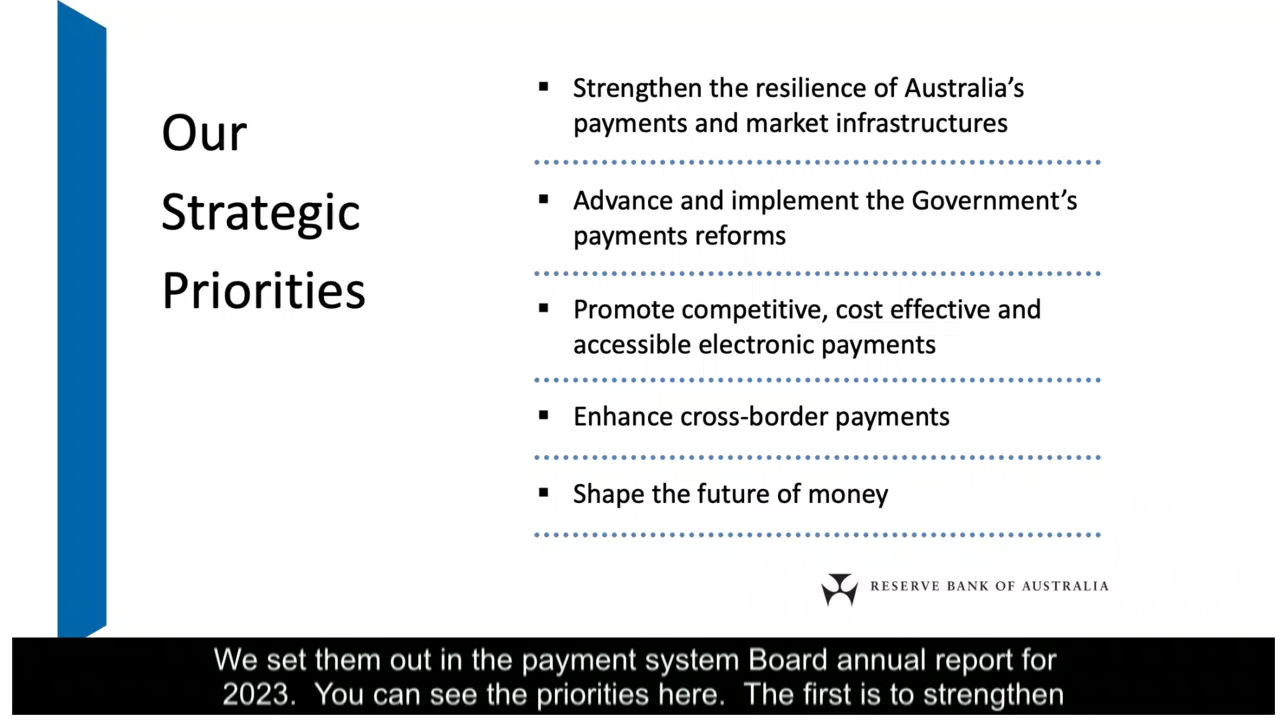 Our
Strategic
Priorities
▪ Strengthen the resilience of Australia’s
payments and market infrastructures
▪ Advance and implement the Government’s
payments reforms
▪ Promote competitive, cost effective and
accessible electronic payments
▪ Enhance cross-border payments
▪ Shape the future of money
RESERVE BANK OF AUSTRALIA
We set them out in the payment system Board annual report for
2023.  You can see the priorities here.  The first is to strengthen